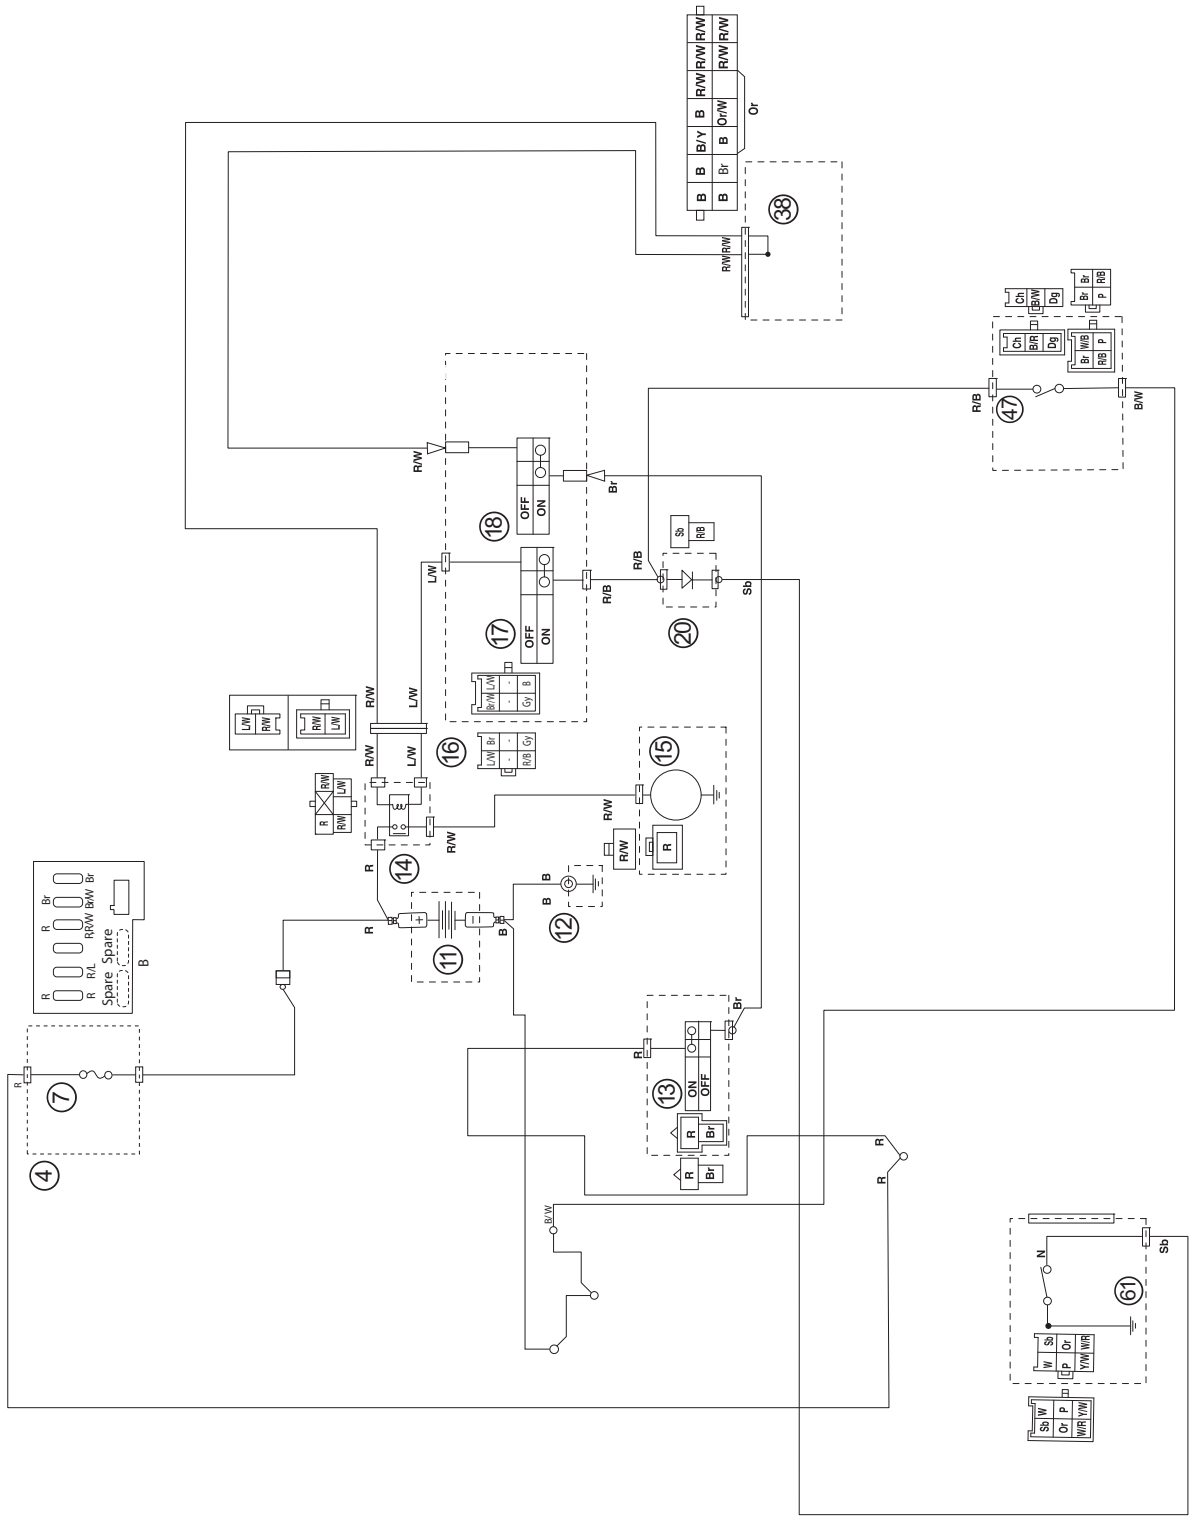 R/W R/W R/W B B/Y B B
R/W R/W Or/W B Br B
Or
38
R/W R/W
Ch B/W Dg
Br Br
P R/B
Ch B/R Dg
Br W/B
R/B P
47
R/B
B/W
R/W
18
OFF
ON
Br
L/W
17
OFF
ON
R/B
R/B
Sb
R/B
20
Sb
Br/W L/W
- -
Gy B
L/W Br
- -
R/B Gy
16
R/W
L/W
R/W
L/W
L/W
R/W
R/W
L/W
R R/W
R/W L/W
14
R
R/W
R/W
15
R/W
R
B
B
12
R
+
-
B
11
R R Br
R R/L R/R/W Br/W Br
Spare Spare
B
R
7
4
R
13
ON
OFF
Br
R
Br
R
Br
R
R
B/W
N
61
Sb
W Sb
P Or
Y/W W/R
Sb W
Or P
W/R Y/W